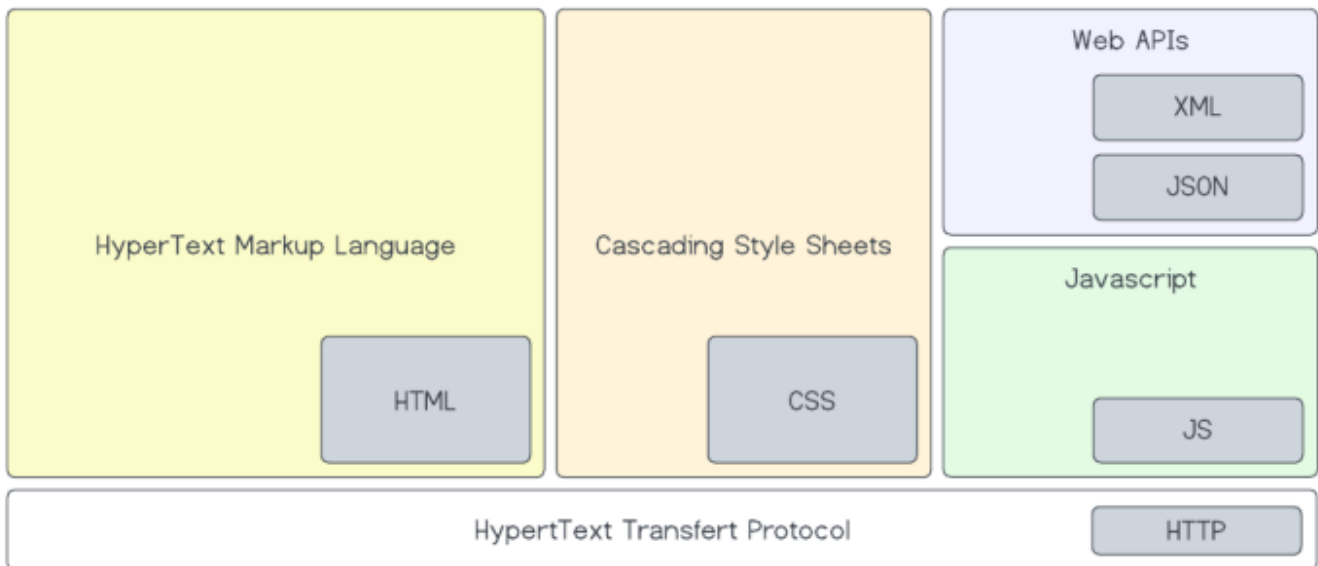 HyperText Markup Language
HTML
Cascading Style Sheets
CSS
Web APIs
XML
JSON
Javascript
JS
HypertText Transfert Protocol
HTTP